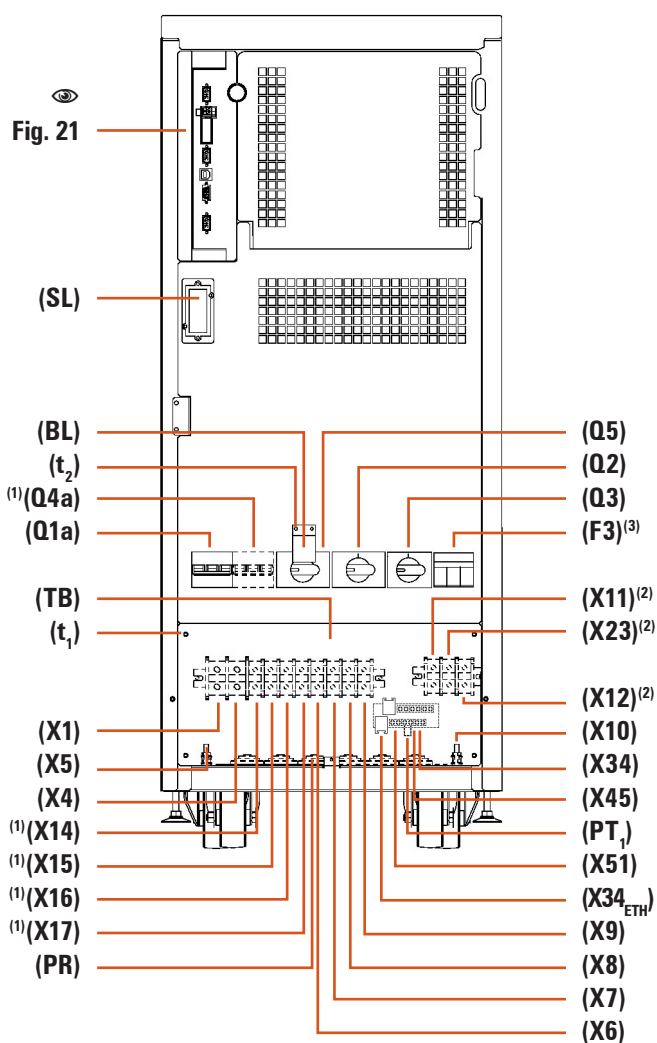 Fig. 21
(SL)
(BL)
(t2)
(1)(Q4a)
(Q1a)
(TB)
(t1)
(X1)
(X5)
(X4)
(1)(X14)
(1)(X15)
(1)(X16)
(1)(X17)
(PR)
(Q5)
(Q2)
(Q3)
(F3)(3)
(X11)(2)
(X23)(2)
(X12)(2)
(X10)
(X34)
(X45)
(PT1)
(X51)
(X34ETH)
(X9)
(X8)
(X7)
(X6)